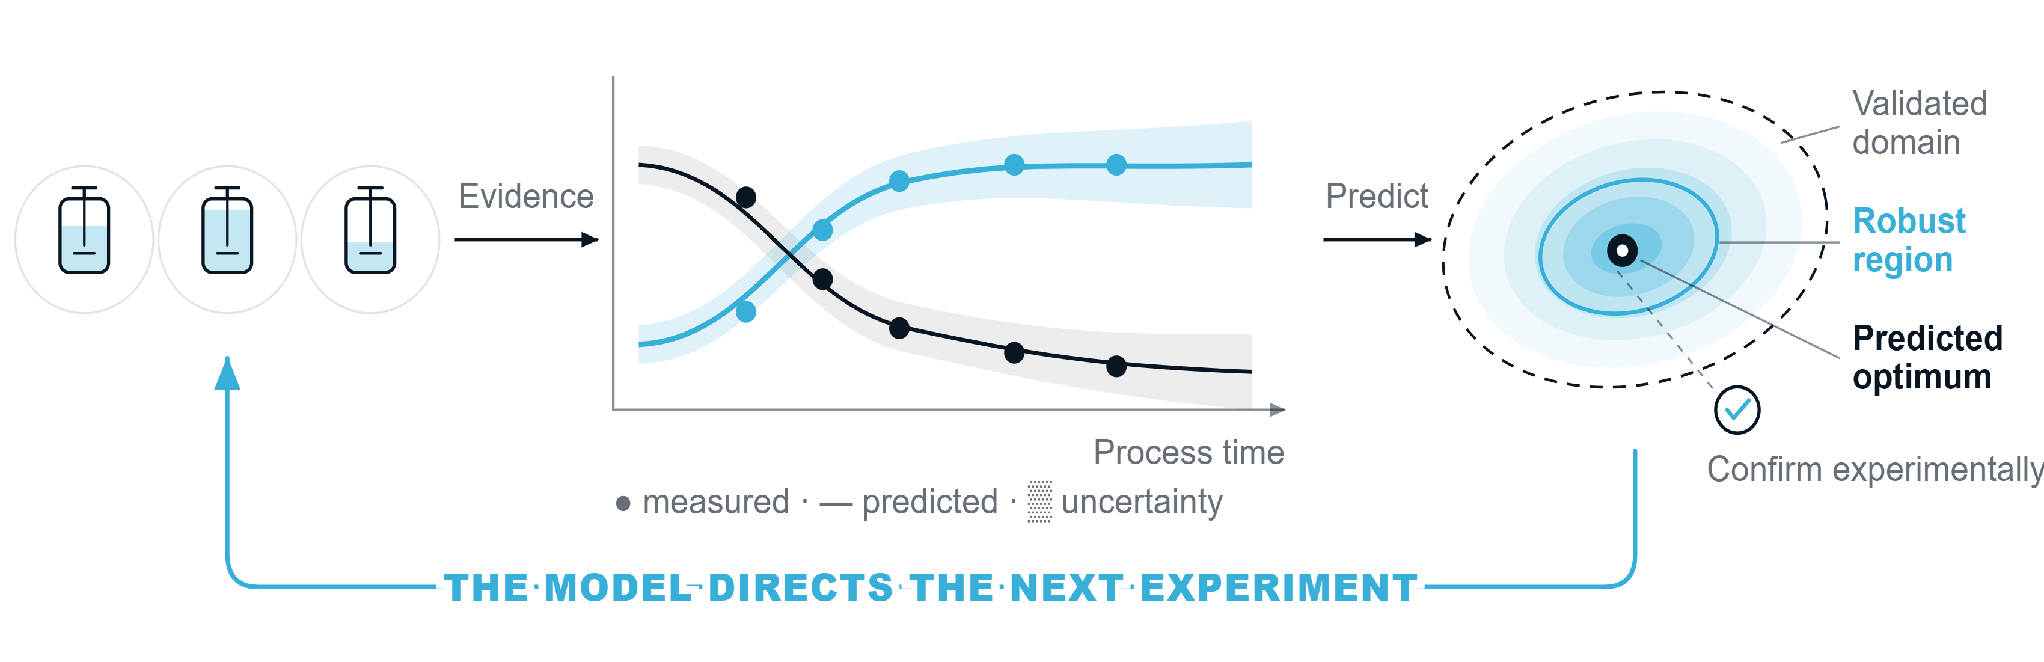 Evidence
Process time
● measured · — predicted · ▒ uncertainty
Predict
Validated
domain
Robust
region
Predicted
optimum
Confirm experimentally
THE MODEL DIRECTS THE NEXT EXPERIMENT